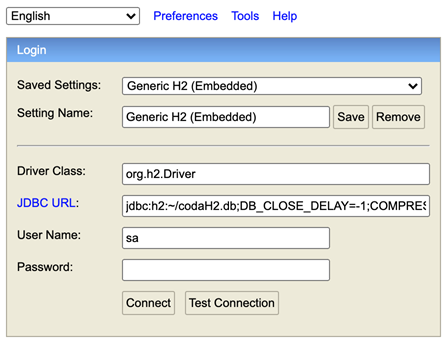 English Preferences Tools Help
Login
Saved Settings: Generic H2 (Embedded)
Setting Name: Generic H2 (Embedded) Save Remove
Driver Class: org.h2.Driver
JDBC URL: jdbc:h2:~/codaH2.db;DB_CLOSE_DELAY=-1;COMPRES
User Name: sa
Password:
Connect Test Connection